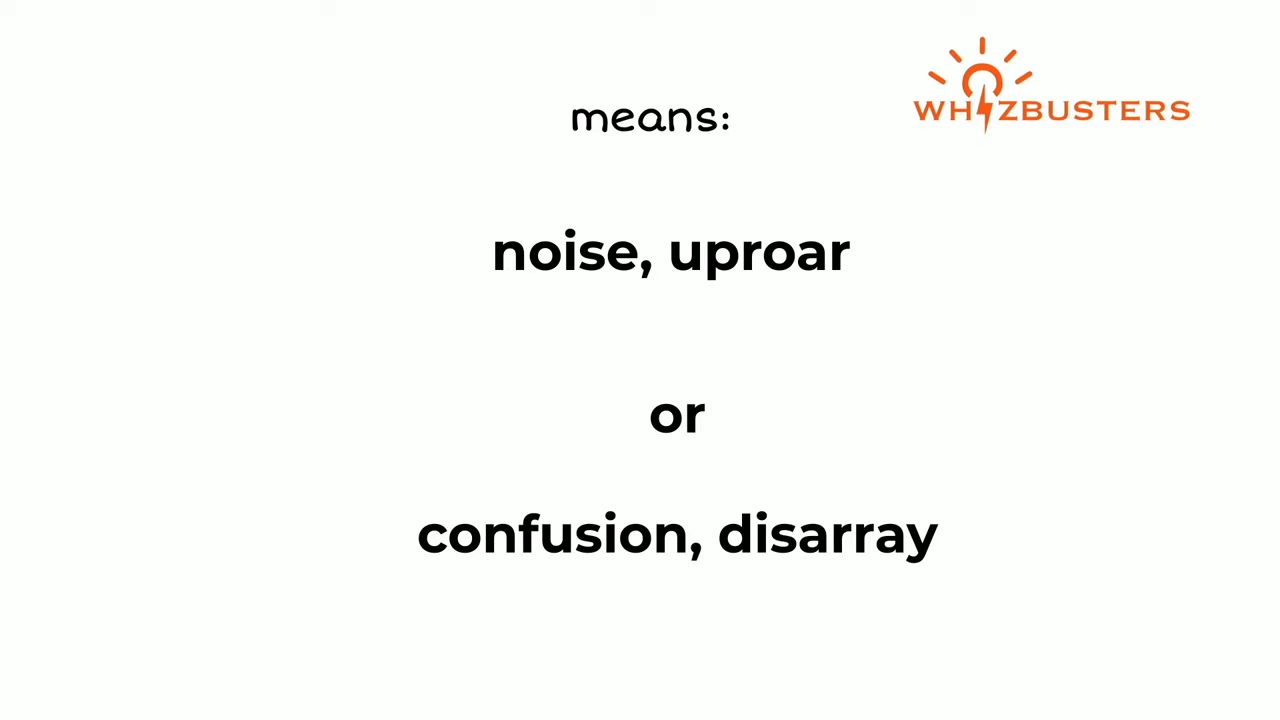 WHIZBUSTERS
means:
noise, uproar
or
confusion, disarray